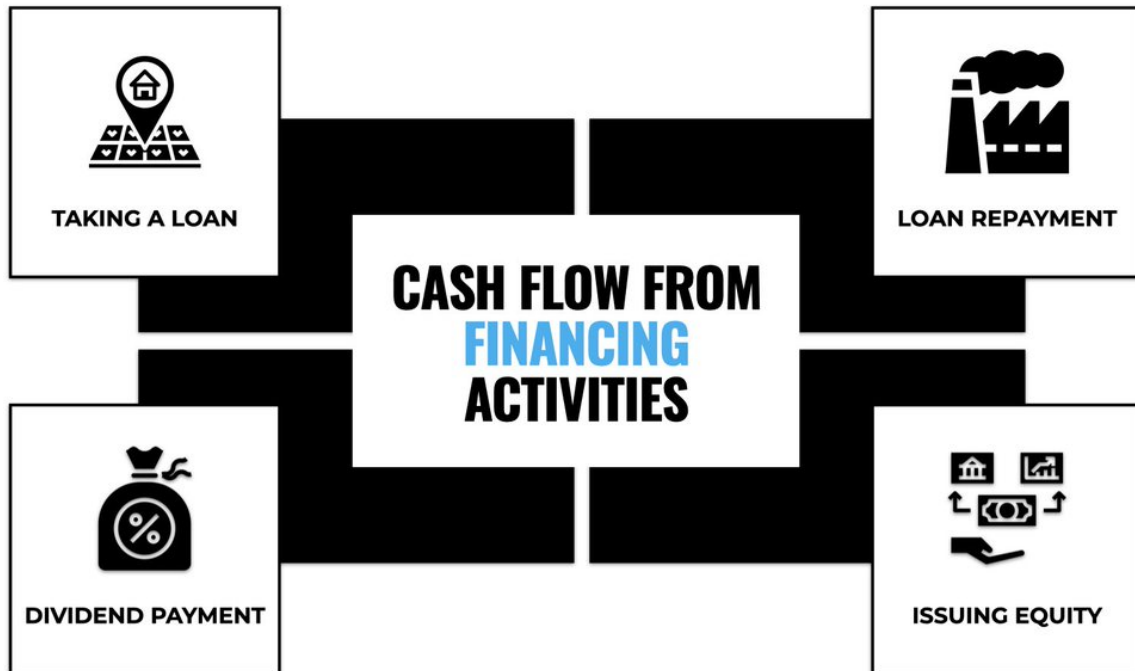 TAKING A LOAN
LOAN REPAYMENT
CASH FLOW FROM
FINANCING
ACTIVITIES
DIVIDEND PAYMENT
ISSUING EQUITY